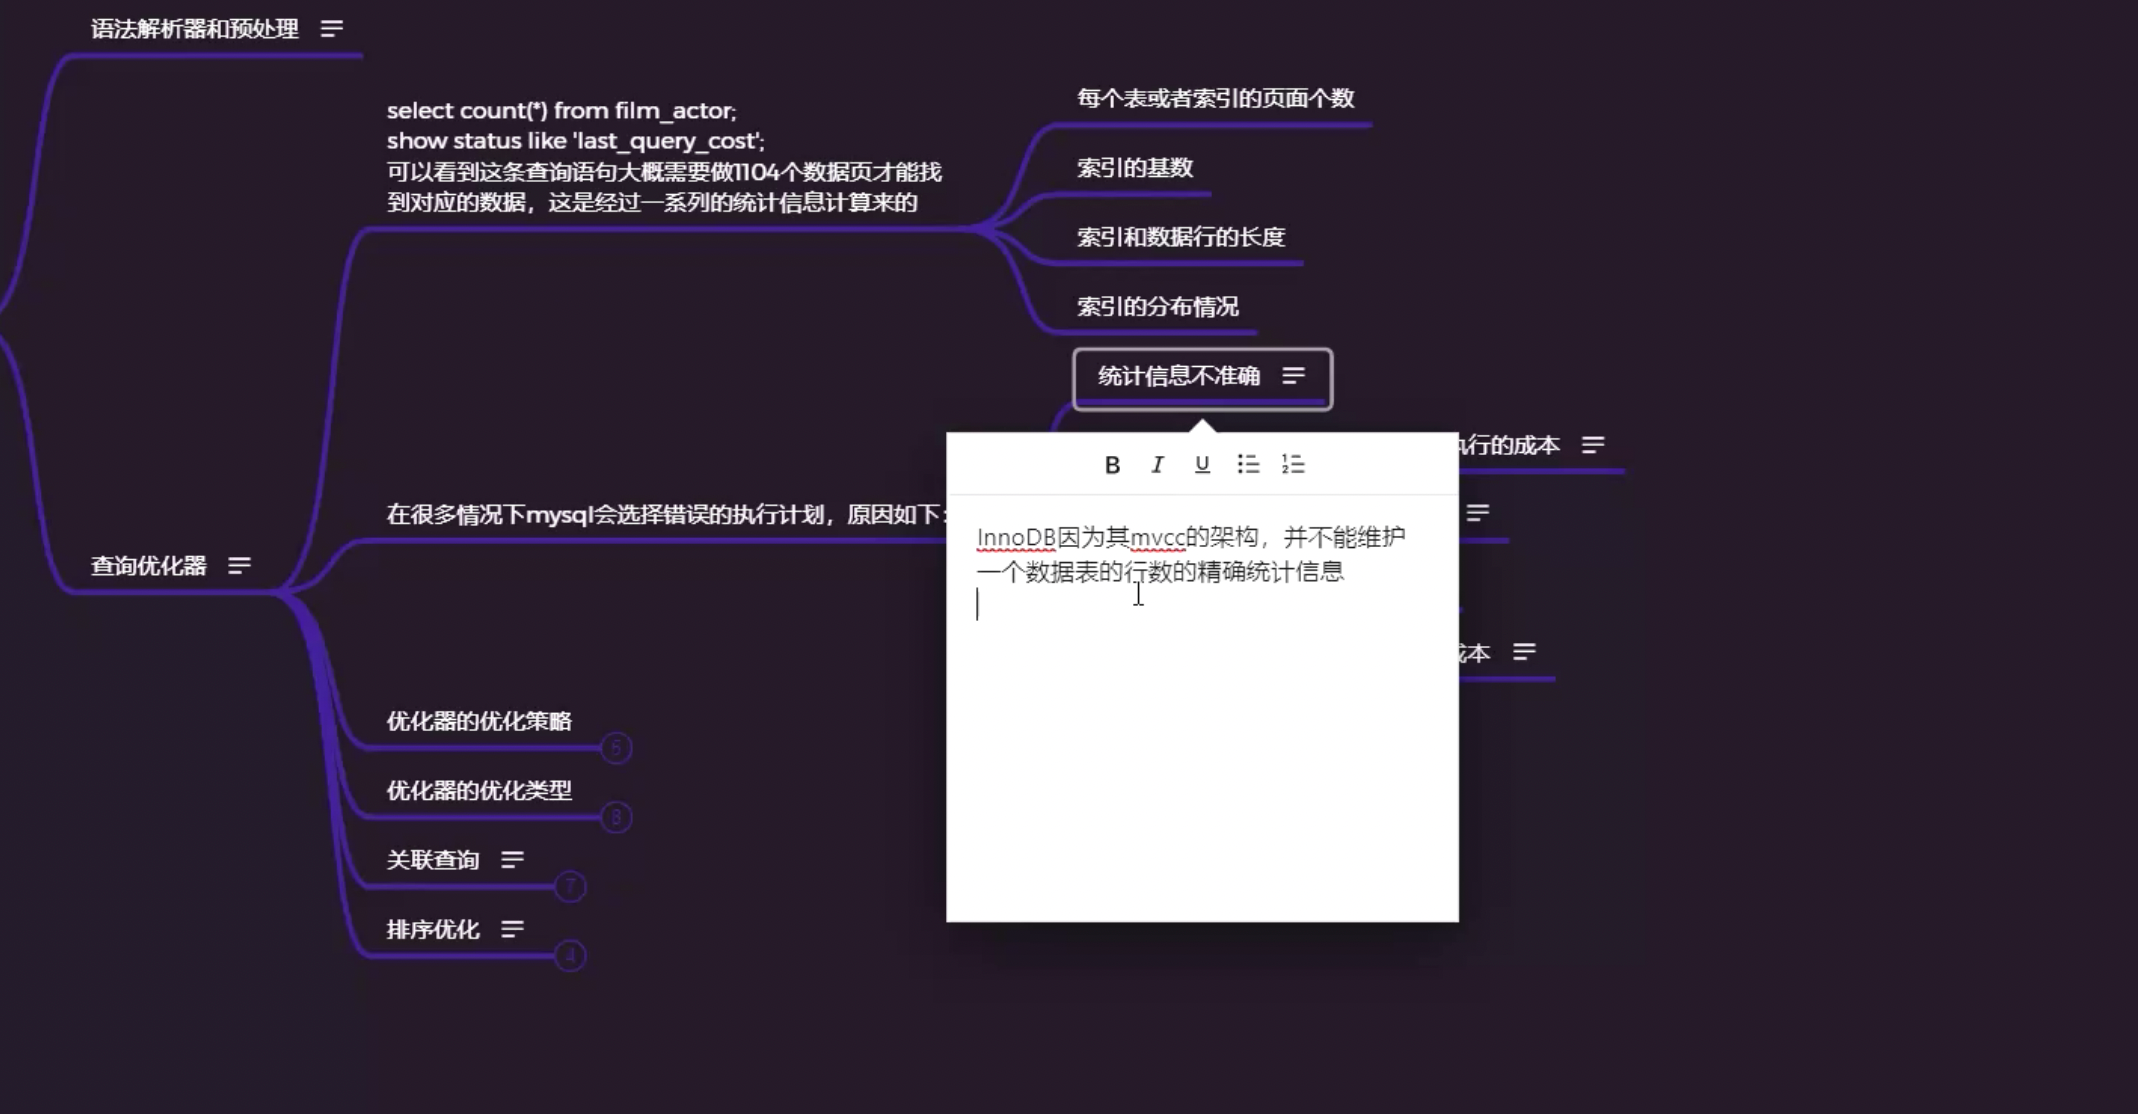 语法解析器和预处理
select count(*) from film_actor;
show status like 'last_query_cost';
可以看到这条查询语句大概需要做1104个数据页才能找
到对应的数据，这是经过一系列的统计信息计算来的
每个表或者索引的页面个数
索引的基数
索引和数据行的长度
索引的分布情况
统计信息不准确
执行的成本
在很多情况下mysql会选择错误的执行计划，原因如下：
B I U
InnoDB因为其mvcc的架构，并不能维护
一个数据表的行数的精确统计信息
查询优化器
成本
优化器的优化策略
6
优化器的优化类型
8
关联查询
7
排序优化
4